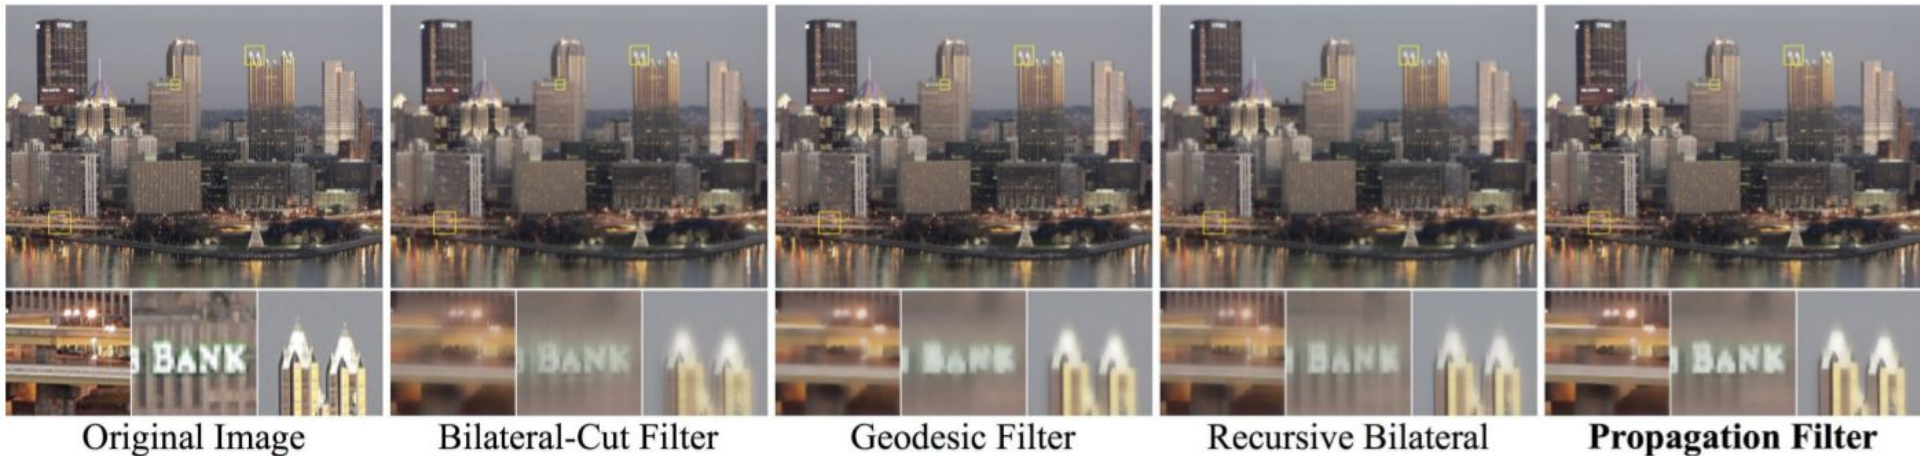 BANK
BANK
BANK
BANK
BANK
Original Image
Bilateral-Cut Filter
Geodesic Filter
Recursive Bilateral
Propagation Filter